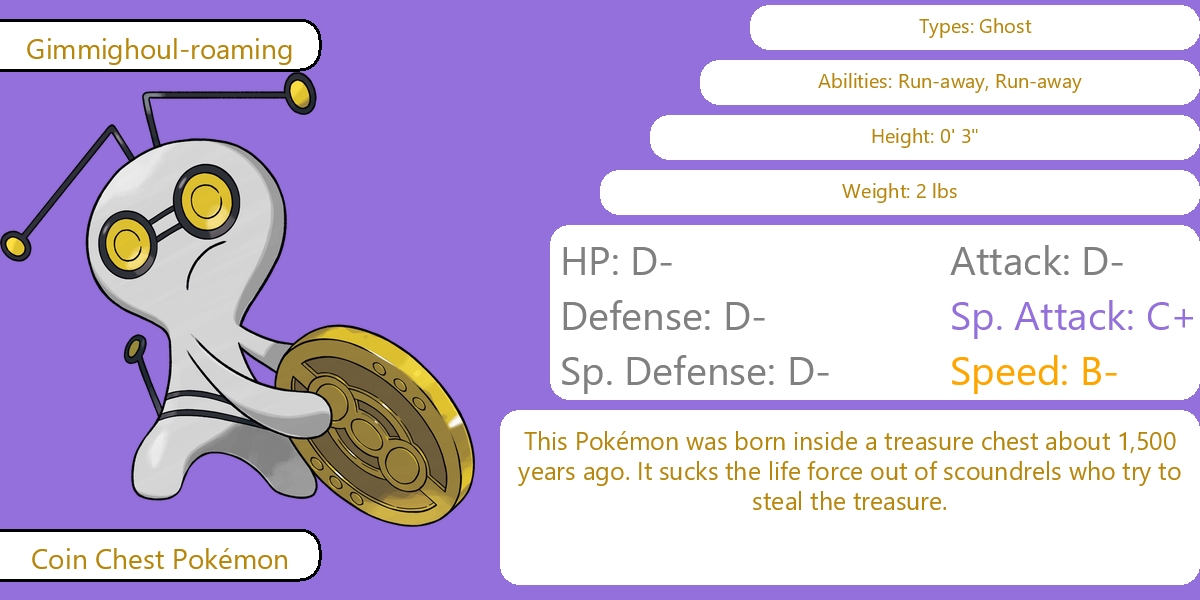 Gimmighoul-roaming
Types: Ghost
Abilities: Run-away, Run-away
Height: 0' 3"
Weight: 2 lbs
HP: D-
Attack: D-
Defense: D-
Sp. Attack: C+
Sp. Defense: D-
Speed: B-
This Pokémon was born inside a treasure chest about 1,500
years ago. It sucks the life force out of scoundrels who try to
steal the treasure.
Coin Chest Pokémon